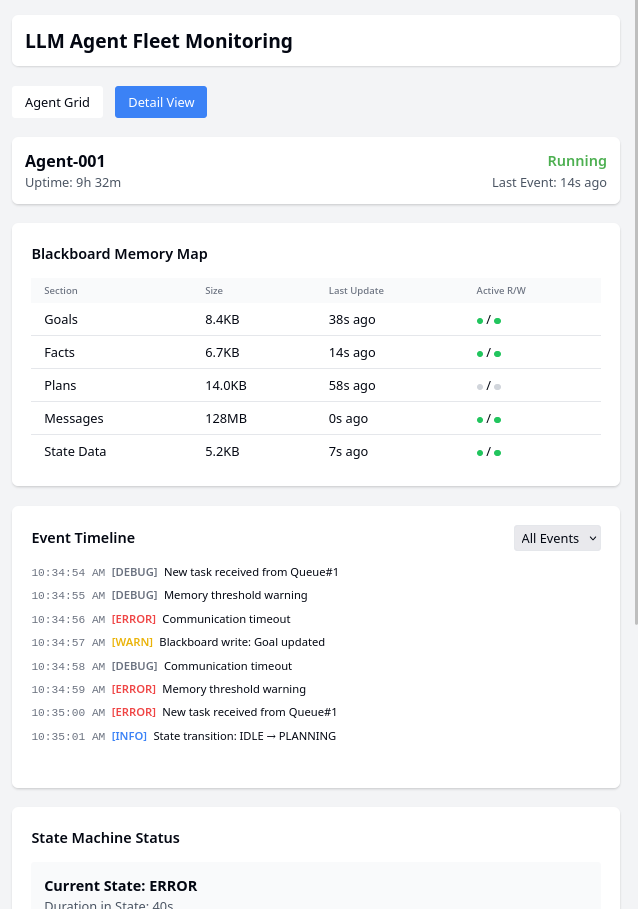 LLM Agent Fleet Monitoring
Agent Grid Detail View
Agent-001 Running
Uptime: 9h 32m Last Event: 14s ago
Blackboard Memory Map
Section Size Last Update Active R/W
Goals 8.4KB 38s ago /
Facts 6.7KB 14s ago /
Plans 14.0KB 58s ago /
Messages 128MB 0s ago /
State Data 5.2KB 7s ago /
Event Timeline All Events
10:34:54 AM [DEBUG] New task received from Queue#1
10:34:55 AM [DEBUG] Memory threshold warning
10:34:56 AM [ERROR] Communication timeout
10:34:57 AM [WARN] Blackboard write: Goal updated
10:34:58 AM [DEBUG] Communication timeout
10:34:59 AM [ERROR] Memory threshold warning
10:35:00 AM [ERROR] New task received from Queue#1
10:35:01 AM [INFO] State transition: IDLE → PLANNING
State Machine Status
Current State: ERROR
Duration in State: 40s